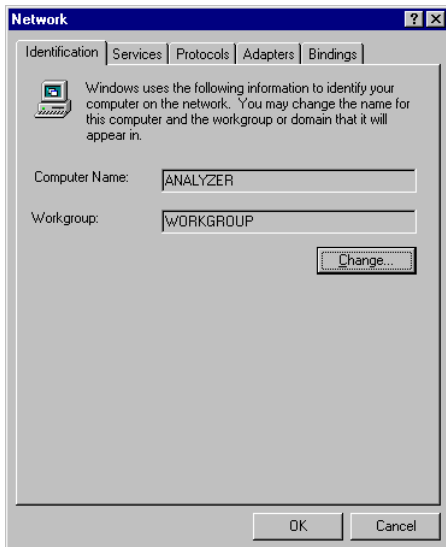 Network
Identification Services Protocols Adapters Bindings
Windows uses the following information to identify your
computer on the network. You may change the name for
this computer and the workgroup or domain that it will
appear in.
Computer Name: ANALYZER
Workgroup: WORKGROUP
Change...
OK Cancel